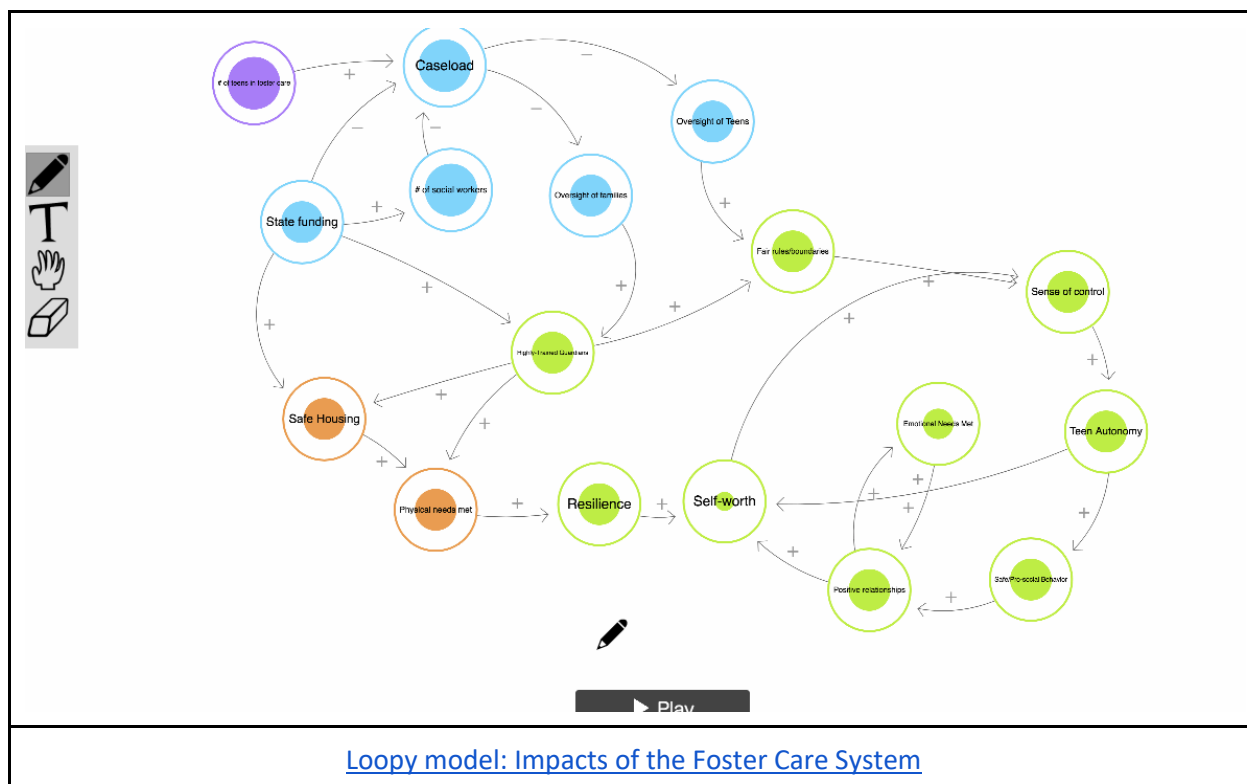 Caseload
# of teens in foster care
+
−
Oversight of Teens
−
−
−
# of social workers
Oversight of families
+
State funding
+
+
Fair rules/boundaries
+
+
+
Sense of control
+
+
+
Highly-Trained Guardians
+
+
Safe Housing
+
Emotional Needs Met
Teen Autonomy
+
+
+
Physical needs met
+
Resilience
+
Self-worth
+
+
+
+
Positive relationships
+
Safe/Pro-social Behavior
T
Play
Loopy model: Impacts of the Foster Care System